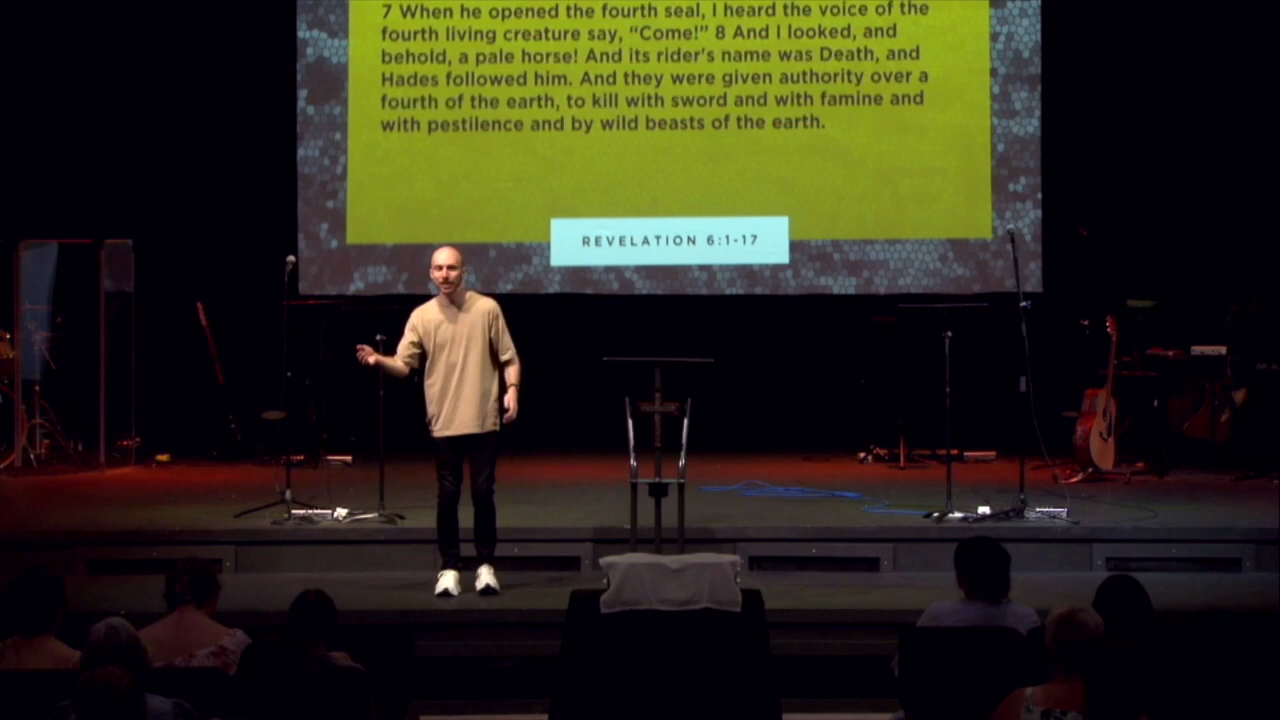 7 When he opened the fourth seal, I heard the voice of the
fourth living creature say, “Come!” 8 And I looked, and
behold, a pale horse! And its rider's name was Death, and
Hades followed him. And they were given authority over a
fourth of the earth, to kill with sword and with famine and
with pestilence and by wild beasts of the earth.
REVELATION 6:1-17